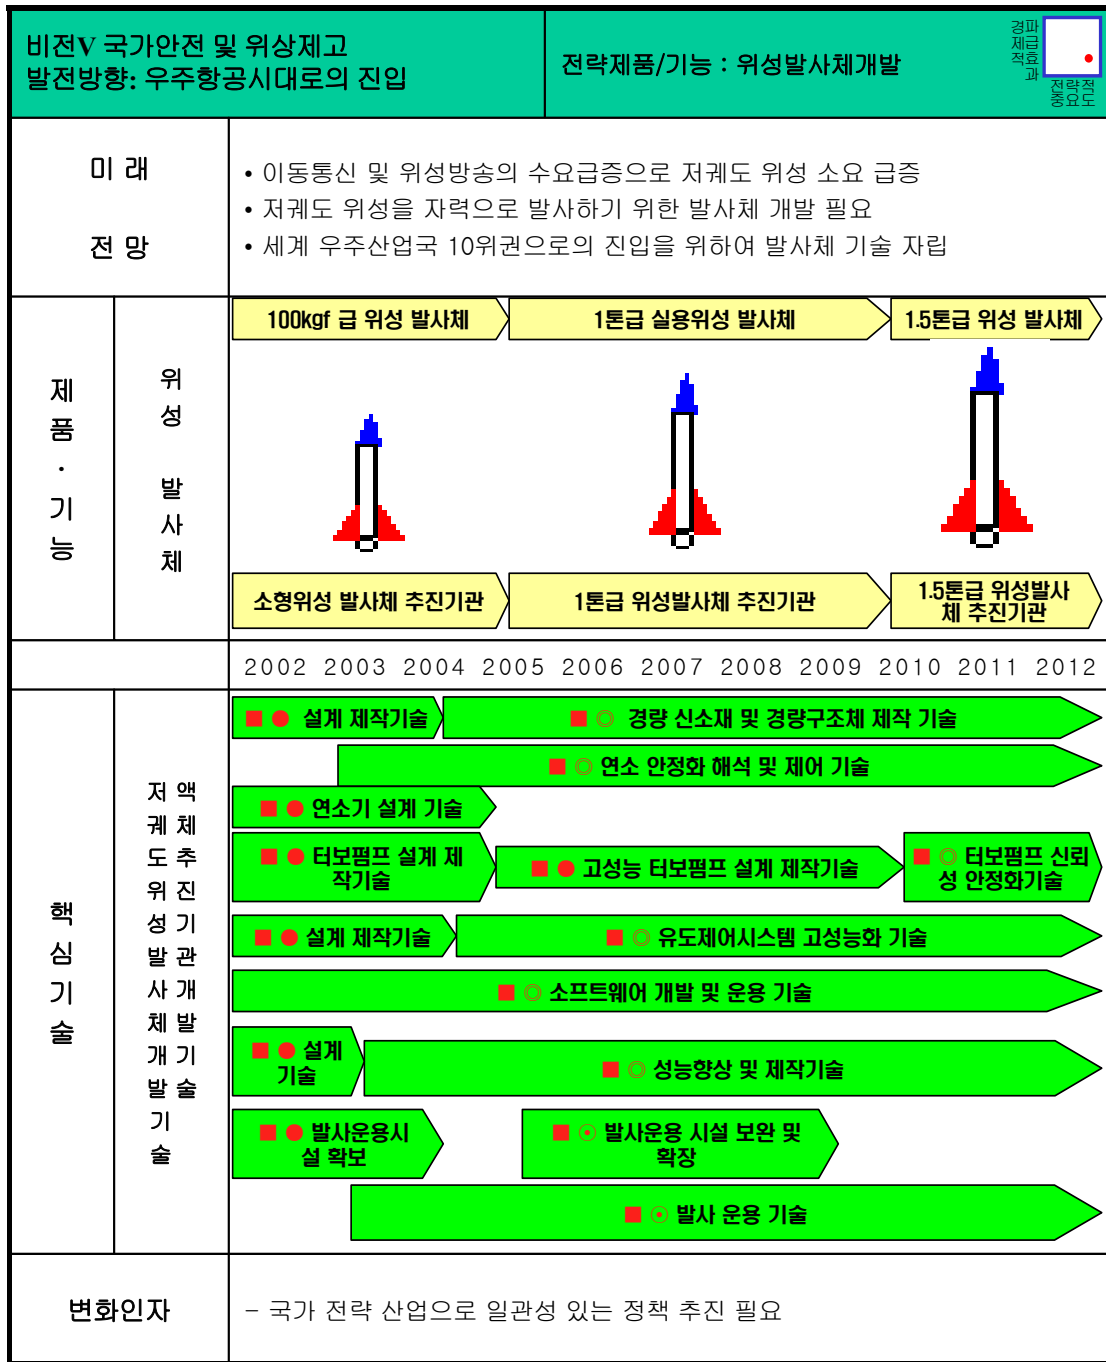 비전V 국가안전 및 위상제고
발전방향: 우주항공시대로의 진입
전략제품/기능 : 위성발사체개발
경제적
파급효과
전략적
중요도
미 래
전 망
• 이동통신 및 위성방송의 수요급증으로 저궤도 위성 소요 급증
• 저궤도 위성을 자력으로 발사하기 위한 발사체 개발 필요
• 세계 우주산업국 10위권으로의 진입을 위하여 발사체 기술 자립
제품·기능
위성 발사체
100kgf 급 위성 발사체
1톤급 실용위성 발사체
1.5톤급 위성 발사체
소형위성 발사체 추진기관
1톤급 위성발사체 추진기관
1.5톤급 위성발사
체 추진기관
2002 2003 2004 2005 2006 2007 2008 2009 2010 2011 2012
핵심기술
저궤도위성발사체개발기술
액체추진기관개발기술
■ ● 설계 제작기술
■ ◎ 경량 신소재 및 경량구조체 제작 기술
■ ◎ 연소 안정화 해석 및 제어 기술
■ ● 연소기 설계 기술
■ ● 터보펌프 설계 제
작기술
■ ● 고성능 터보펌프 설계 제작기술
■ ◎ 터보펌프 신뢰
성 안정화기술
■ ● 설계 제작기술
■ ◎ 유도제어시스템 고성능화 기술
■ ◎ 소프트웨어 개발 및 운용 기술
■ ● 설계
기술
■ ◎ 성능향상 및 제작기술
■ ● 발사운용시
설 확보
■ ⊙ 발사운용 시설 보완 및
확장
■ ⊙ 발사 운용 기술
변화인자
- 국가 전략 산업으로 일관성 있는 정책 추진 필요